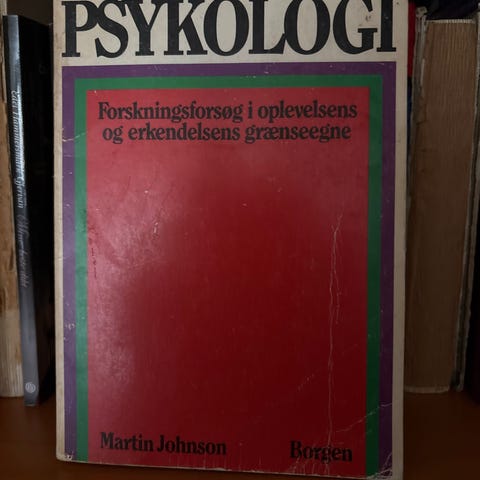 PSYKOLOGI
Forskningsforsøg i oplevelsens
og erkendelsens grænseegne
Martin Johnson
Borgen